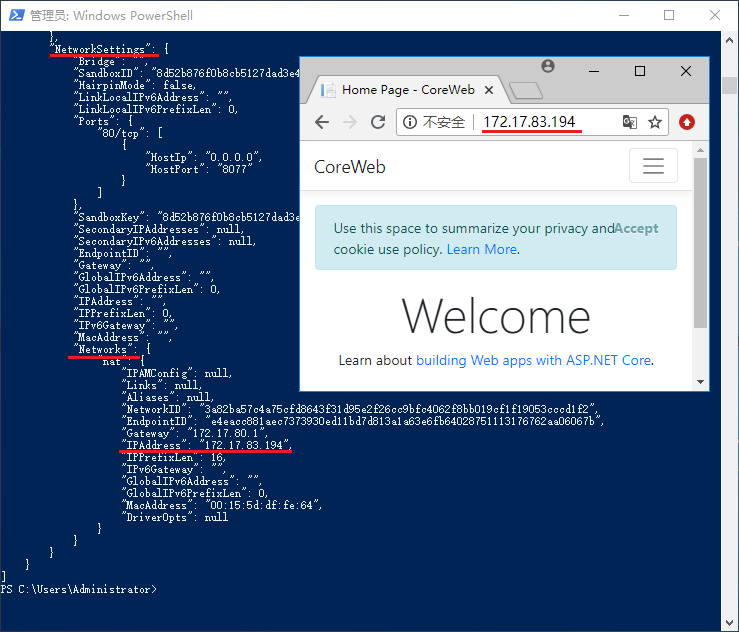 管理员: Windows PowerShell
},
"NetworkSettings": {
"Bridge": "",
"SandboxID": "8d52b876f0b8cb5127dad3e4
"HairpinMode": false,
"LinkLocalIPv6Address": "",
"LinkLocalIPv6PrefixLen": 0,
"Ports": {
"80/tcp": [
{
"HostIp": "0.0.0.0",
"HostPort": "8077"
}
]
},
"SandboxKey": "8d52b876f0b8cb5127dad3e
"SecondaryIPAddresses": null,
"SecondaryIPv6Addresses": null,
"EndpointID": "",
"Gateway": "",
"GlobalIPv6Address": "",
"GlobalIPv6PrefixLen": 0,
"IPAddress": "",
"IPPrefixLen": 0,
"IPv6Gateway": "",
"MacAddress": "",
"Networks": {
"nat": {
"IPAMConfig": null,
"Links": null,
"Aliases": null,
"NetworkID": "3a82ba57c4a75cfd8643f31d95e2f26cc9bfc4062f8bb019cf1f19053cccd1f2",
"EndpointID": "e4eacc881aec7373930ed11bd7d813a1a63e6fb64028751113176762aa06067b",
"Gateway": "172.17.80.1",
"IPAddress": "172.17.83.194",
"IPPrefixLen": 16,
"IPv6Gateway": "",
"GlobalIPv6Address": "",
"GlobalIPv6PrefixLen": 0,
"MacAddress": "00:15:5d:df:fe:64",
"DriverOpts": null
}
}
}
}
]
PS C:\Users\Administrator>
Home Page - CoreWeb
不安全 172.17.83.194
CoreWeb
Use this space to summarize your privacy and Accept
cookie use policy. Learn More.
Welcome
Learn about building Web apps with ASP.NET Core.